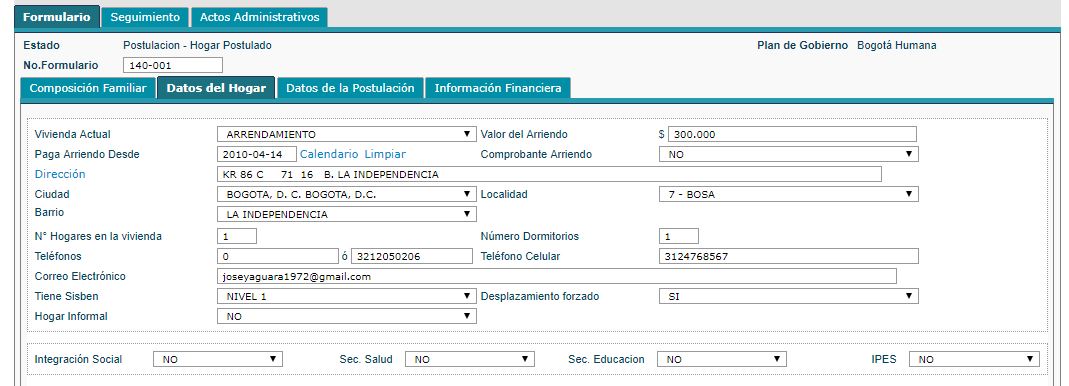 Formulario Seguimiento Actos Administrativos
Estado Postulacion - Hogar Postulado Plan de Gobierno Bogotá Humana
No.Formulario 140-001
Composición Familiar Datos del Hogar Datos de la Postulación Información Financiera
Vivienda Actual ARRENDAMIENTO Valor del Arriendo $ 300.000
Paga Arriendo Desde 2010-04-14 Calendario Limpiar Comprobante Arriendo NO
Dirección KR 86 C 71 16 B. LA INDEPENDENCIA
Ciudad BOGOTA, D. C. BOGOTA, D.C. Localidad 7 - BOSA
Barrio LA INDEPENDENCIA
N° Hogares en la vivienda 1 Número Dormitorios 1
Teléfonos 0 ó 3212050206 Teléfono Celular 3124768567
Correo Electrónico joseyaguara1972@gmail.com
Tiene Sisben NIVEL 1 Desplazamiento forzado SI
Hogar Informal NO
Integración Social NO Sec. Salud NO Sec. Educacion NO IPES NO